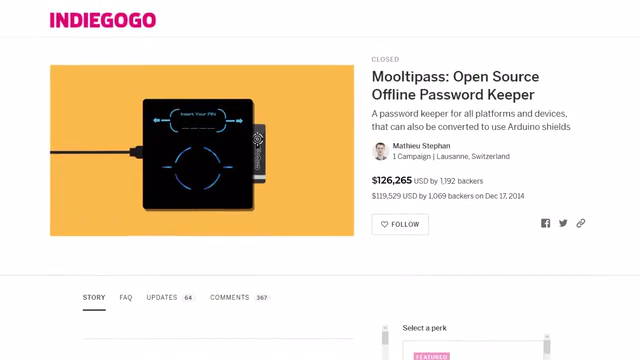 INDIEGOGO
Insert Your PIN
CLOSED
Mooltipass: Open Source
Offline Password Keeper
A password keeper for all platforms and devices,
that can also be converted to use Arduino shields
Mathieu Stephan
1 Campaign | Lausanne, Switzerland
$126,265 USD by 1,192 backers
$119,529 USD by 1,069 backers on Dec 17, 2014
FOLLOW
STORY FAQ UPDATES 64 COMMENTS 367
Select a perk
FEATURED